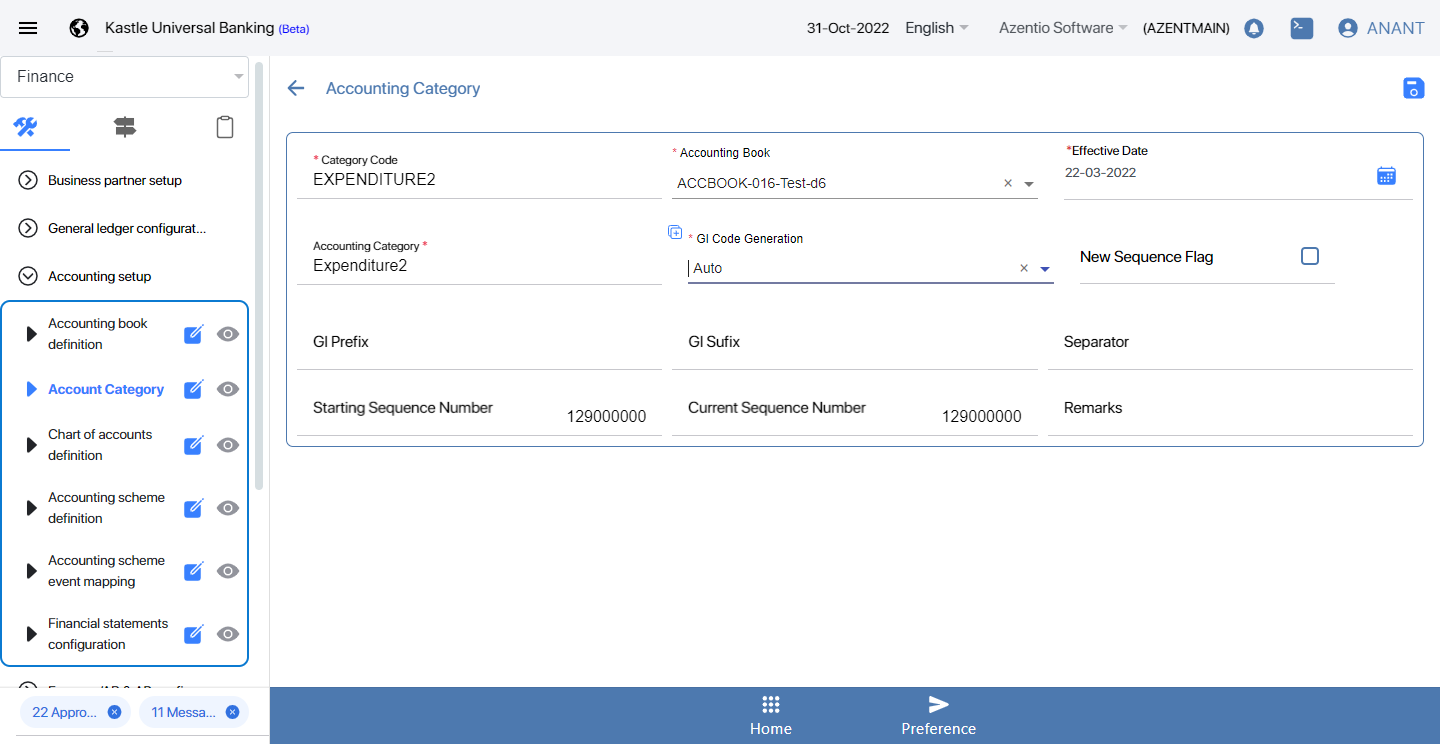 Kastle Universal Banking (Beta)
31-Oct-2022 English Azentio Software (AZENTMAIN) ANANT
Finance
Business partner setup
General ledger configurat...
Accounting setup
Accounting book
definition
Account Category
Chart of accounts
definition
Accounting scheme
definition
Accounting scheme
event mapping
Financial statements
configuration
22 Appro... 11 Messa...
Accounting Category
* Category Code
EXPENDITURE2
* Accounting Book
ACCBOOK-016-Test-d6
*Effective Date
22-03-2022
Accounting Category *
Expenditure2
* GI Code Generation
Auto
New Sequence Flag
GI Prefix
GI Sufix
Separator
Starting Sequence Number 129000000
Current Sequence Number 129000000
Remarks
Home
Preference